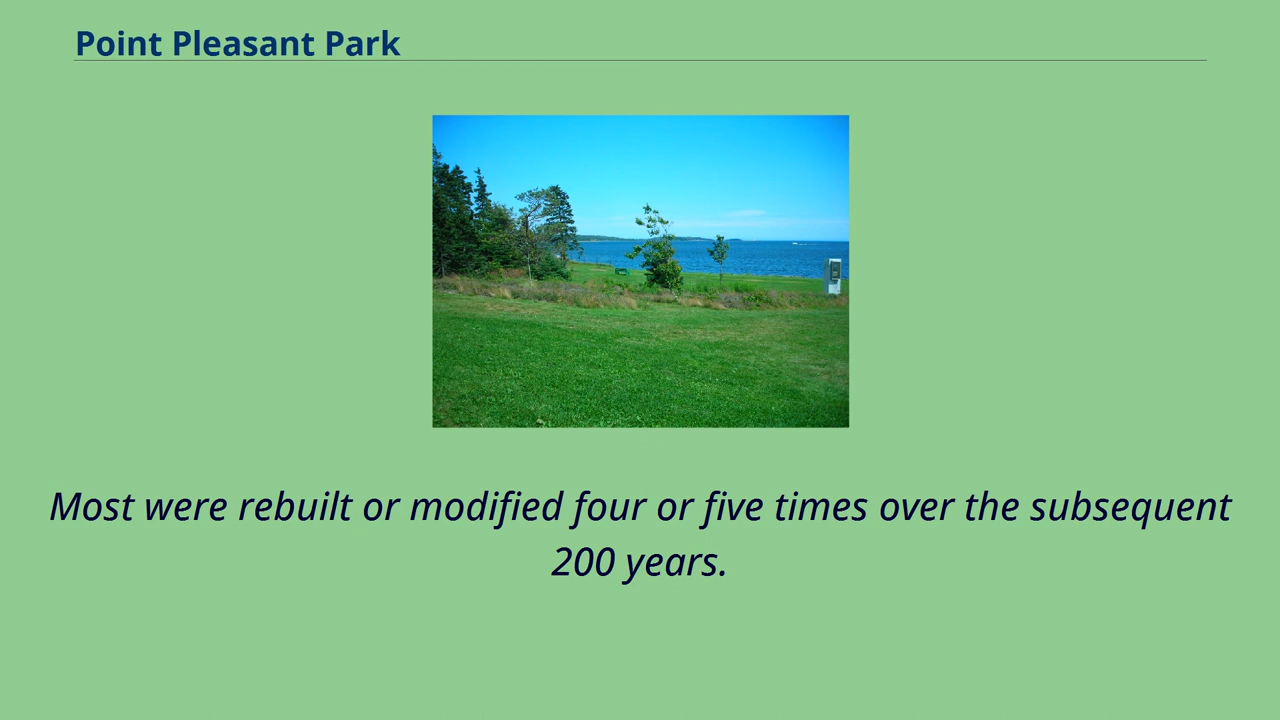 Point Pleasant Park
Most were rebuilt or modified four or five times over the subsequent
200 years.